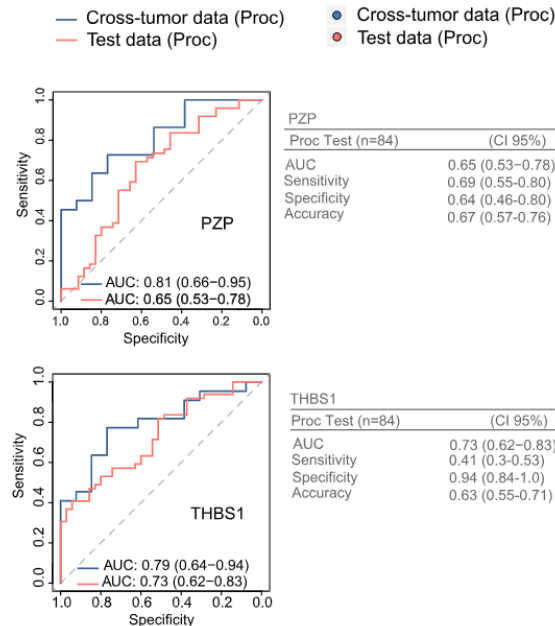 Cross-tumor data (Proc)
Test data (Proc)
Cross-tumor data (Proc)
Test data (Proc)
Sensitivity
1.0
0.8
0.6
0.4
0.2
0.0
PZP
AUC: 0.81 (0.66−0.95)
AUC: 0.65 (0.53−0.78)
1.0 0.8 0.6 0.4 0.2 0.0
Specificity
PZP
Proc Test (n=84) (CI 95%)
AUC 0.65 (0.53−0.78)
Sensitivity 0.69 (0.55-0.80)
Specificity 0.64 (0.46-0.80)
Accuracy 0.67 (0.57-0.76)
Sensitivity
1.0
0.8
0.6
0.4
0.2
0.0
THBS1
AUC: 0.79 (0.64−0.94)
AUC: 0.73 (0.62−0.83)
1.0 0.8 0.6 0.4 0.2 0.0
Specificity
THBS1
Proc Test (n=84) (CI 95%)
AUC 0.73 (0.62−0.83)
Sensitivity 0.41 (0.3-0.53)
Specificity 0.94 (0.84-1.0)
Accuracy 0.63 (0.55-0.71)